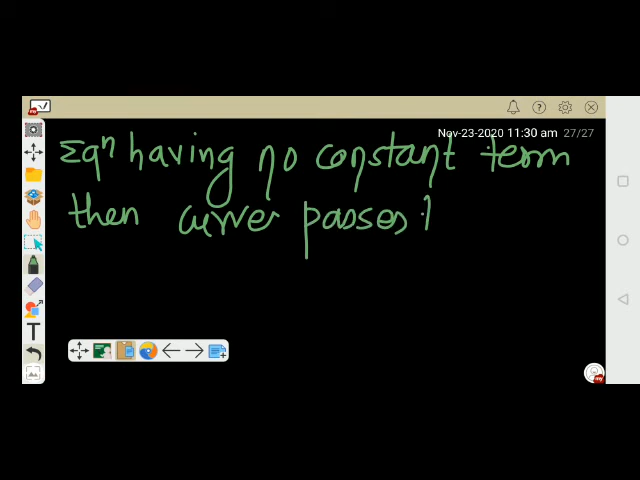 Nov-23-2020 11:30 am 27/27
Eqn having no constant term
then curve passes